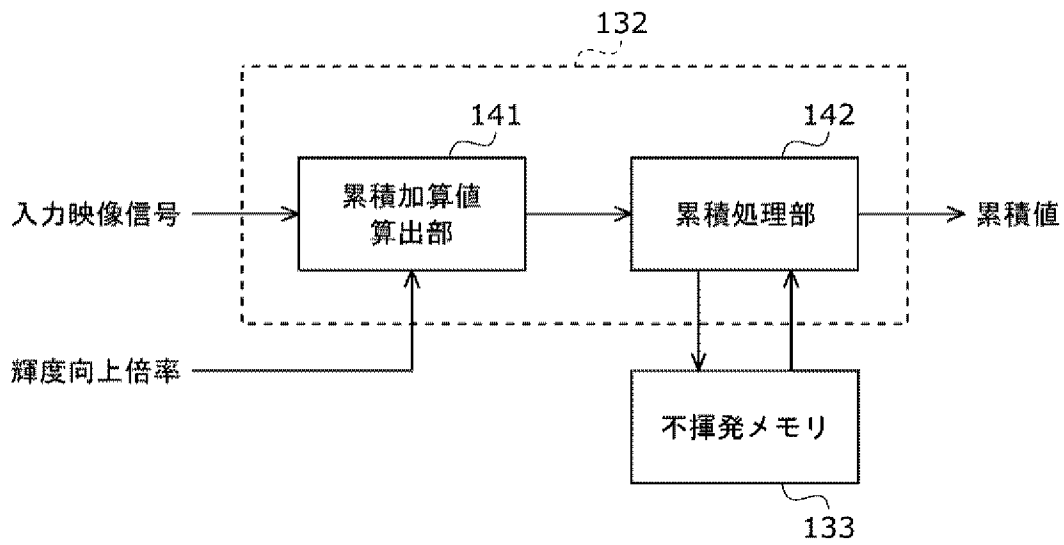 132
141
142
入力映像信号
累積加算値
算出部
累積処理部
累積値
輝度向上倍率
不揮発メモリ
133